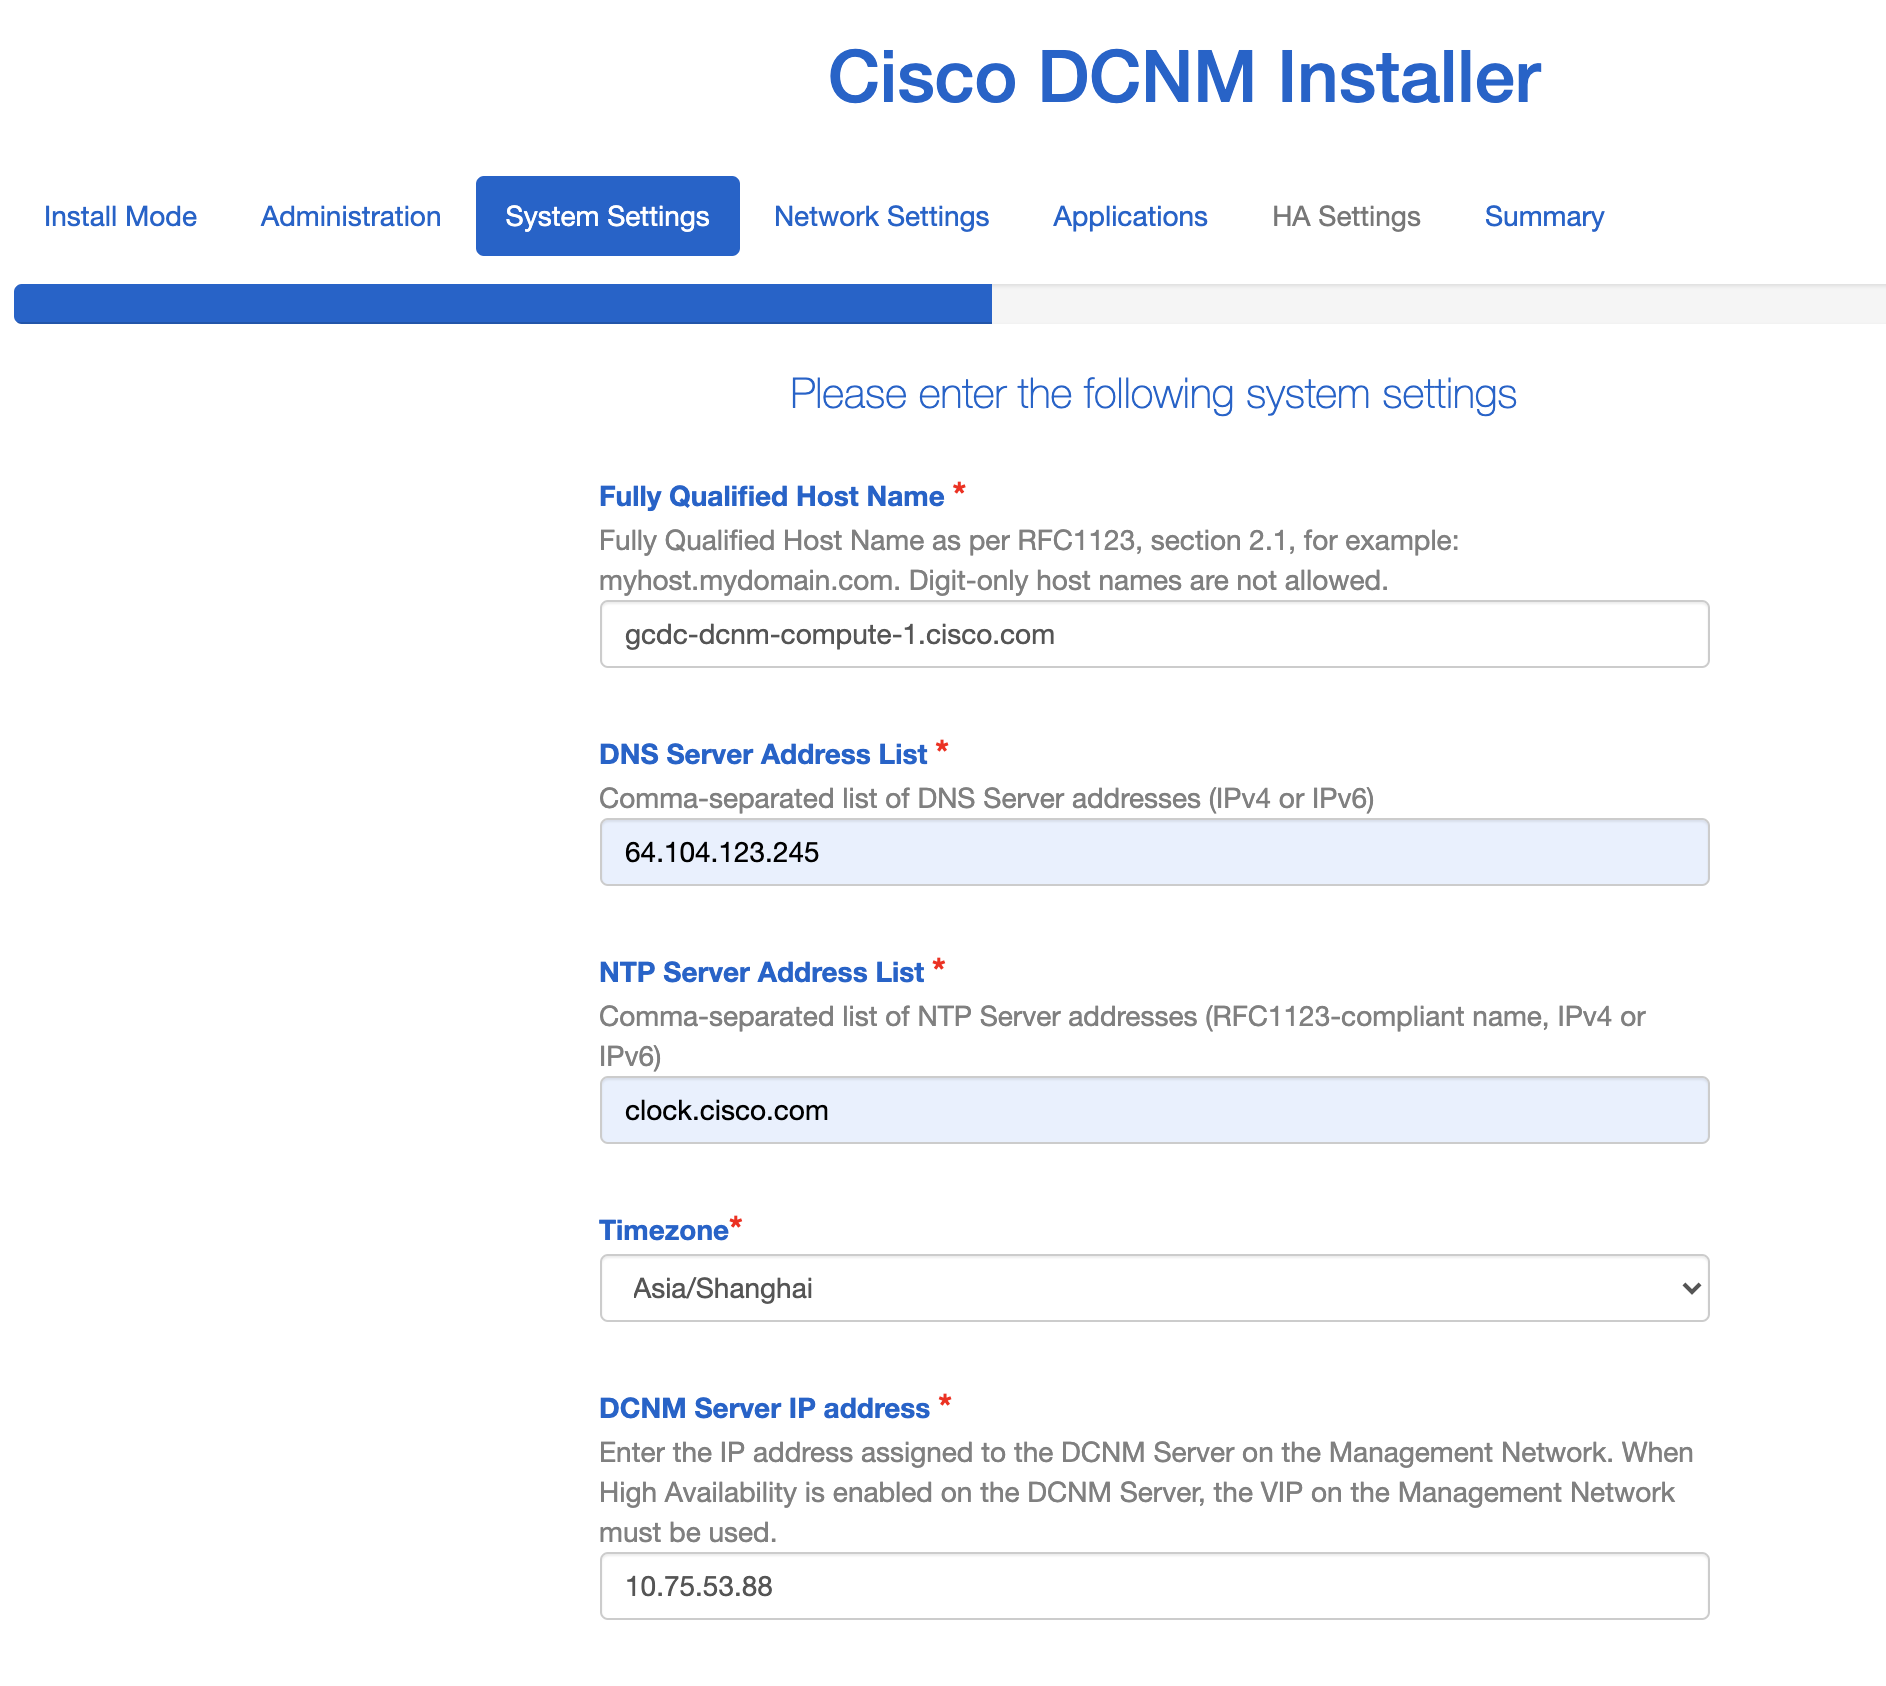 Cisco DCNM Installer
Install Mode Administration System Settings Network Settings Applications HA Settings Summary
Please enter the following system settings
Fully Qualified Host Name *
Fully Qualified Host Name as per RFC1123, section 2.1, for example:
myhost.mydomain.com. Digit-only host names are not allowed.
gcdc-dcnm-compute-1.cisco.com
DNS Server Address List *
Comma-separated list of DNS Server addresses (IPv4 or IPv6)
64.104.123.245
NTP Server Address List *
Comma-separated list of NTP Server addresses (RFC1123-compliant name, IPv4 or
IPv6)
clock.cisco.com
Timezone*
Asia/Shanghai
DCNM Server IP address *
Enter the IP address assigned to the DCNM Server on the Management Network. When
High Availability is enabled on the DCNM Server, the VIP on the Management Network
must be used.
10.75.53.88